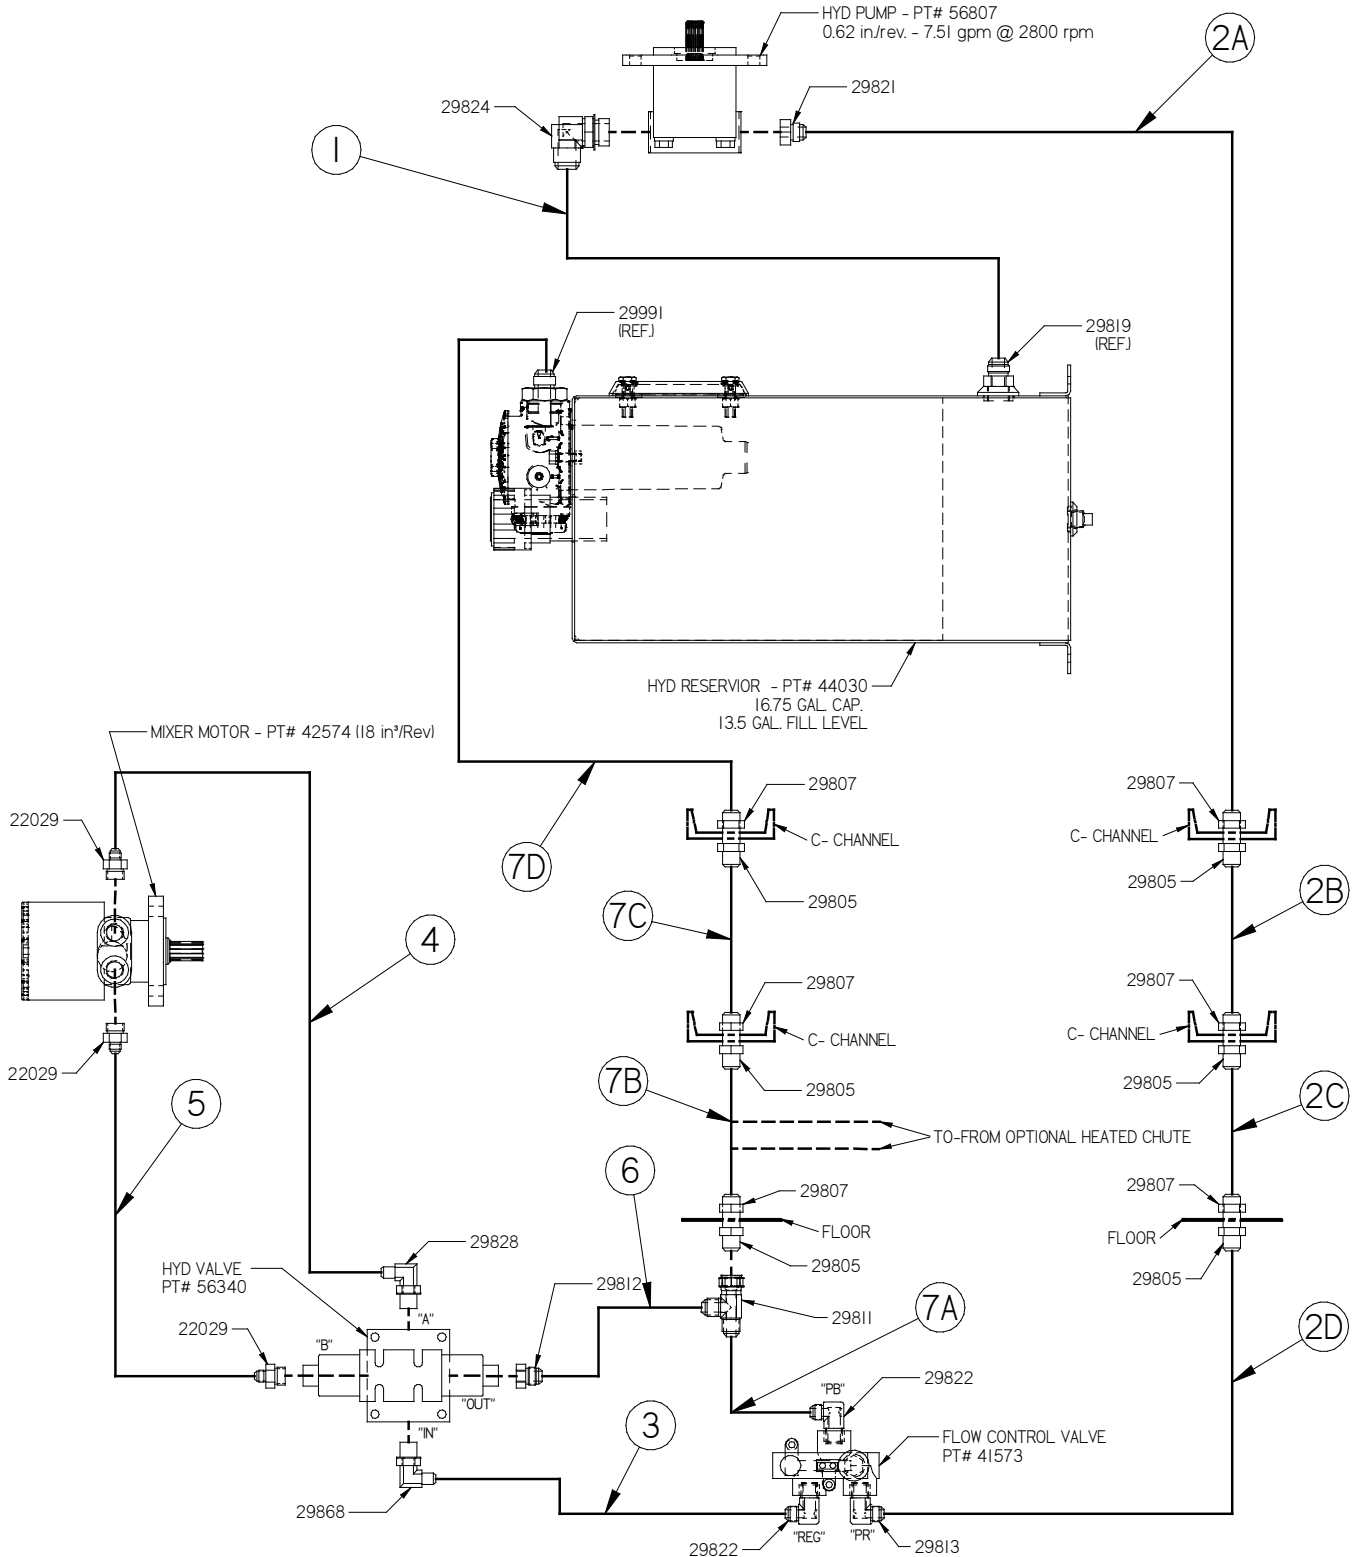 HYD PUMP - PT# 56807
0.62 in./rev. - 7.51 gpm @ 2800 rpm
2A
29821
29824
1
29991
(REF.)
29819
(REF.)
HYD RESERVIOR - PT# 44030
16.75 GAL. CAP.
13.5 GAL. FILL LEVEL
MIXER MOTOR - PT# 42574 (18 in³/Rev)
29807
29807
22029
C- CHANNEL
C- CHANNEL
7D
29805
29805
2B
7C
4
29807
29807
C- CHANNEL
C- CHANNEL
22029
7B
29805
29805
5
2C
TO-FROM OPTIONAL HEATED CHUTE
6
29807
29807
FLOOR
FLOOR
29828
HYD VALVE
PT# 56340
29812
29805
29805
7A
"A"
29811
22029
"B"
2D
"OUT"
"PB"
29822
"IN"
3
FLOW CONTROL VALVE
PT# 41573
29868
29822
"REG"
"PR"
29813